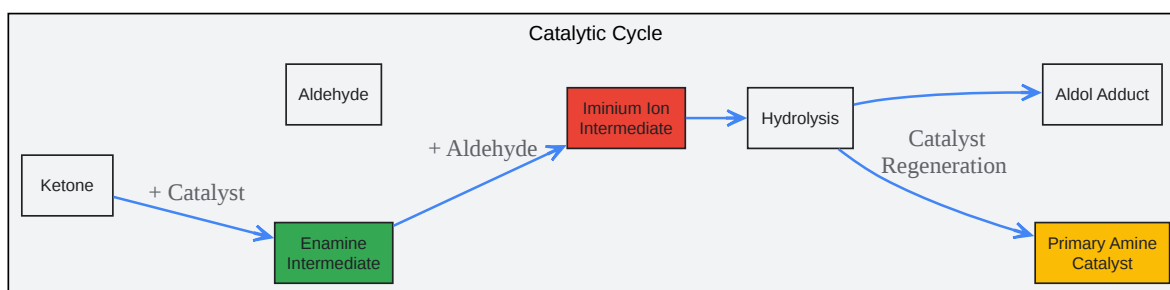 Catalytic Cycle
Aldehyde
Ketone
+ Catalyst
Enamine
Intermediate
+ Aldehyde
Iminium Ion
Intermediate
Hydrolysis
Aldol Adduct
Catalyst
Regeneration
Primary Amine
Catalyst